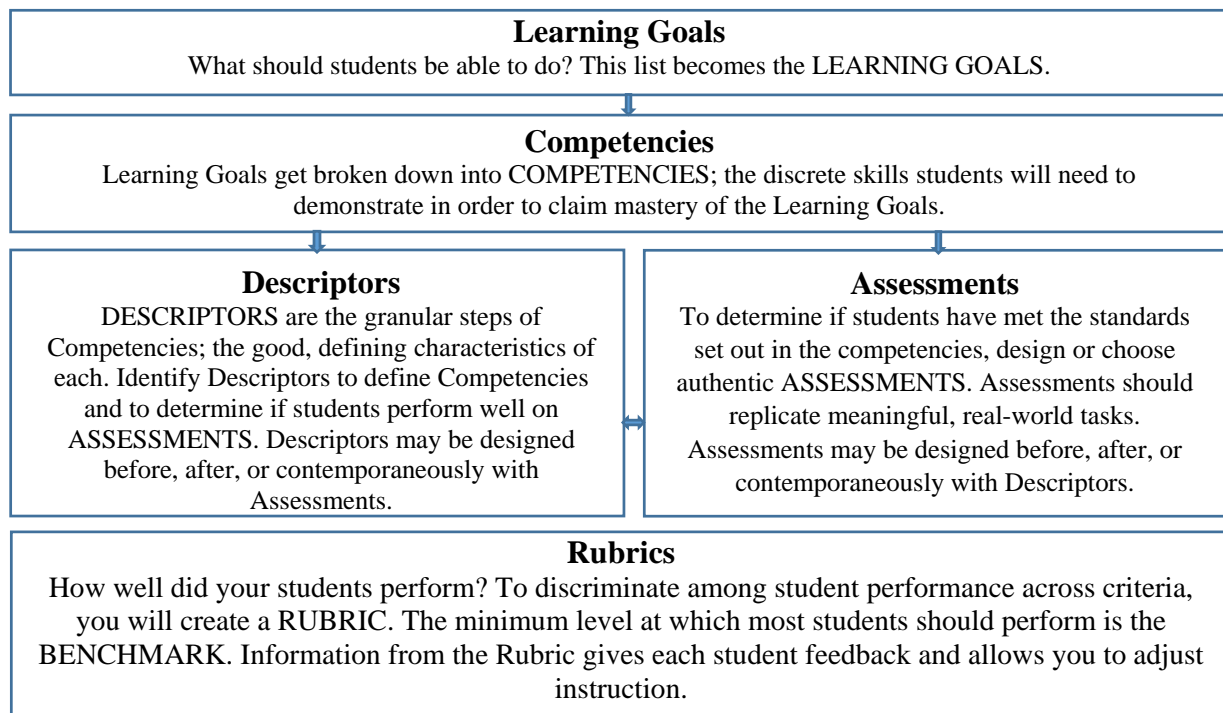 Learning Goals
What should students be able to do? This list becomes the LEARNING GOALS.
Competencies
Learning Goals get broken down into COMPETENCIES; the discrete skills students will need to
demonstrate in order to claim mastery of the Learning Goals.
Descriptors
DESCRIPTORS are the granular steps of
Competencies; the good, defining characteristics of
each. Identify Descriptors to define Competencies
and to determine if students perform well on
ASSESSMENTS. Descriptors may be designed
before, after, or contemporaneously with
Assessments.
Assessments
To determine if students have met the standards
set out in the competencies, design or choose
authentic ASSESSMENTS. Assessments should
replicate meaningful, real-world tasks.
Assessments may be designed before, after, or
contemporaneously with Descriptors.
Rubrics
How well did your students perform? To discriminate among student performance across criteria,
you will create a RUBRIC. The minimum level at which most students should perform is the
BENCHMARK. Information from the Rubric gives each student feedback and allows you to adjust
instruction.